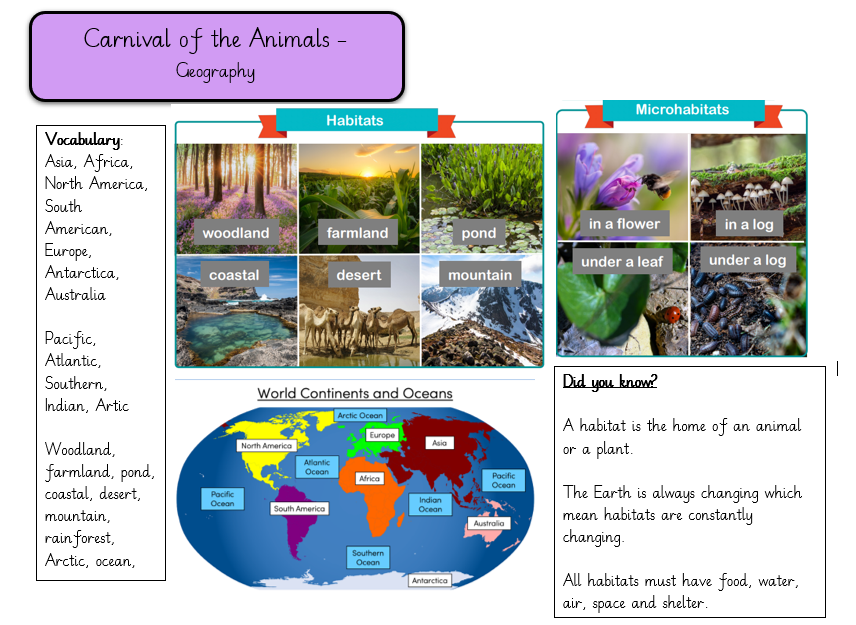 Carnival of the Animals –
Geography
Vocabulary:
Asia, Africa,
North America,
South
American,
Europe,
Antarctica,
Australia
Pacific,
Atlantic,
Southern,
Indian, Artic
Woodland,
farmland, pond,
coastal, desert,
mountain,
rainforest,
Arctic, ocean,
Habitats
woodland
farmland
pond
coastal
desert
mountain
Microhabitats
in a flower
in a log
under a leaf
under a log
World Continents and Oceans
Arctic Ocean
North America
Europe
Asia
Atlantic
Ocean
Africa
Pacific
Ocean
Pacific
Ocean
Indian
Ocean
South America
Australia
Southern
Ocean
Antarctica
Did you know?
A habitat is the home of an animal
or a plant.
The Earth is always changing which
mean habitats are constantly
changing.
All habitats must have food, water,
air, space and shelter.